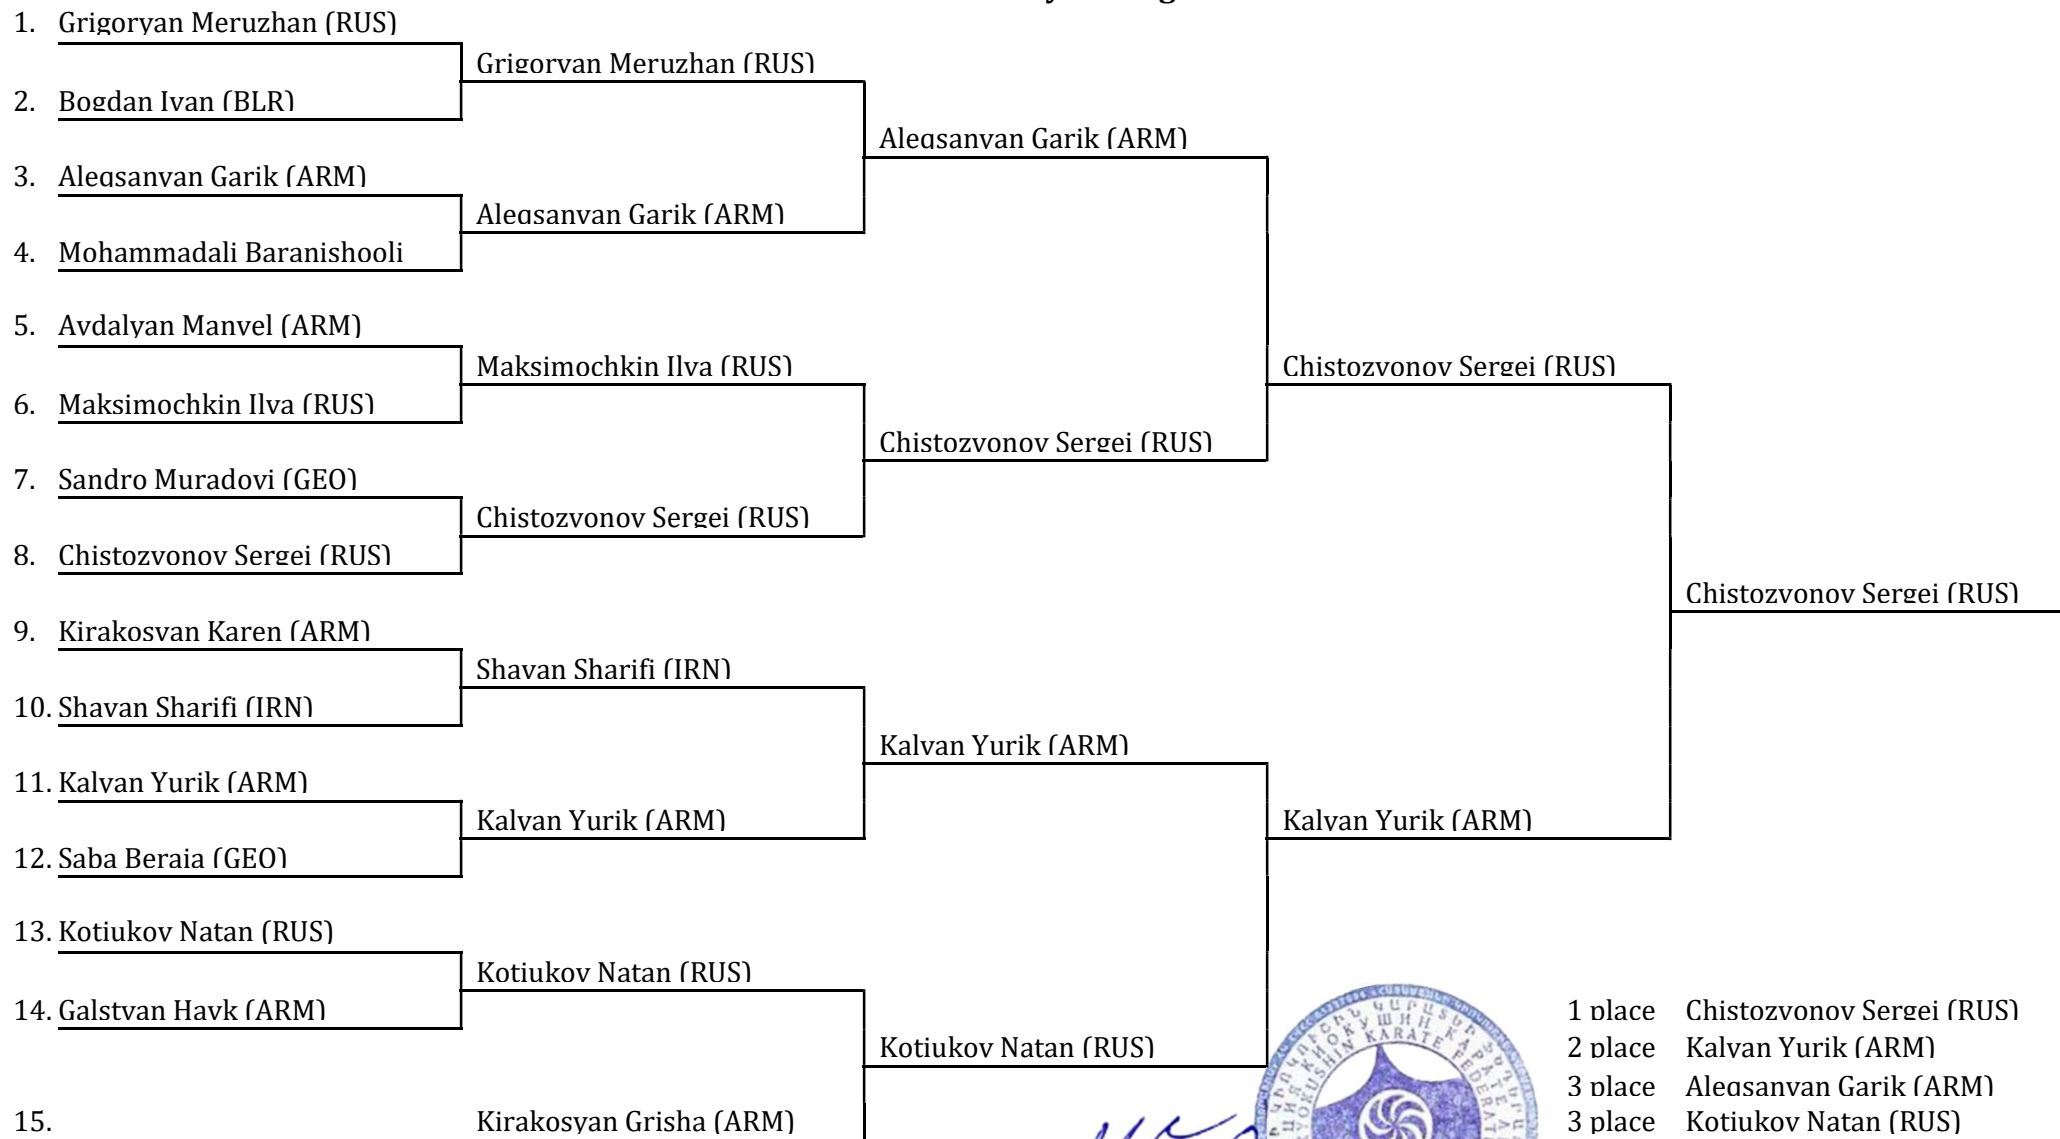 1. Grigoryan Meruzhan (RUS)
Grigoryan Meruzhan (RUS)
2. Bogdan Ivan (BLR)
Aleqsanyan Garik (ARM)
3. Aleqsanyan Garik (ARM)
Aleqsanyan Garik (ARM)
4. Mohammadali Baranishooli
5. Avdalyan Manvel (ARM)
Maksimochkin Ilya (RUS)
Chistozvonov Sergei (RUS)
6. Maksimochkin Ilya (RUS)
Chistozvonov Sergei (RUS)
7. Sandro Muradovi (GEO)
Chistozvonov Sergei (RUS)
8. Chistozvonov Sergei (RUS)
Chistozvonov Sergei (RUS)
9. Kirakosyan Karen (ARM)
Shayan Sharifi (IRN)
10. Shayan Sharifi (IRN)
Kalyan Yurik (ARM)
11. Kalyan Yurik (ARM)
Kalyan Yurik (ARM)
Kalyan Yurik (ARM)
12. Saba Beraia (GEO)
13. Kotiukov Natan (RUS)
Kotiukov Natan (RUS)
14. Galstyan Hayk (ARM)
Kotiukov Natan (RUS)
15.
Kirakosyan Grisha (ARM)
KARATE
1 place Chistozvonov Sergei (RUS)
2 place Kalyan Yurik (ARM)
3 place Aleqsanyan Garik (ARM)
3 place Kotiukov Natan (RUS)